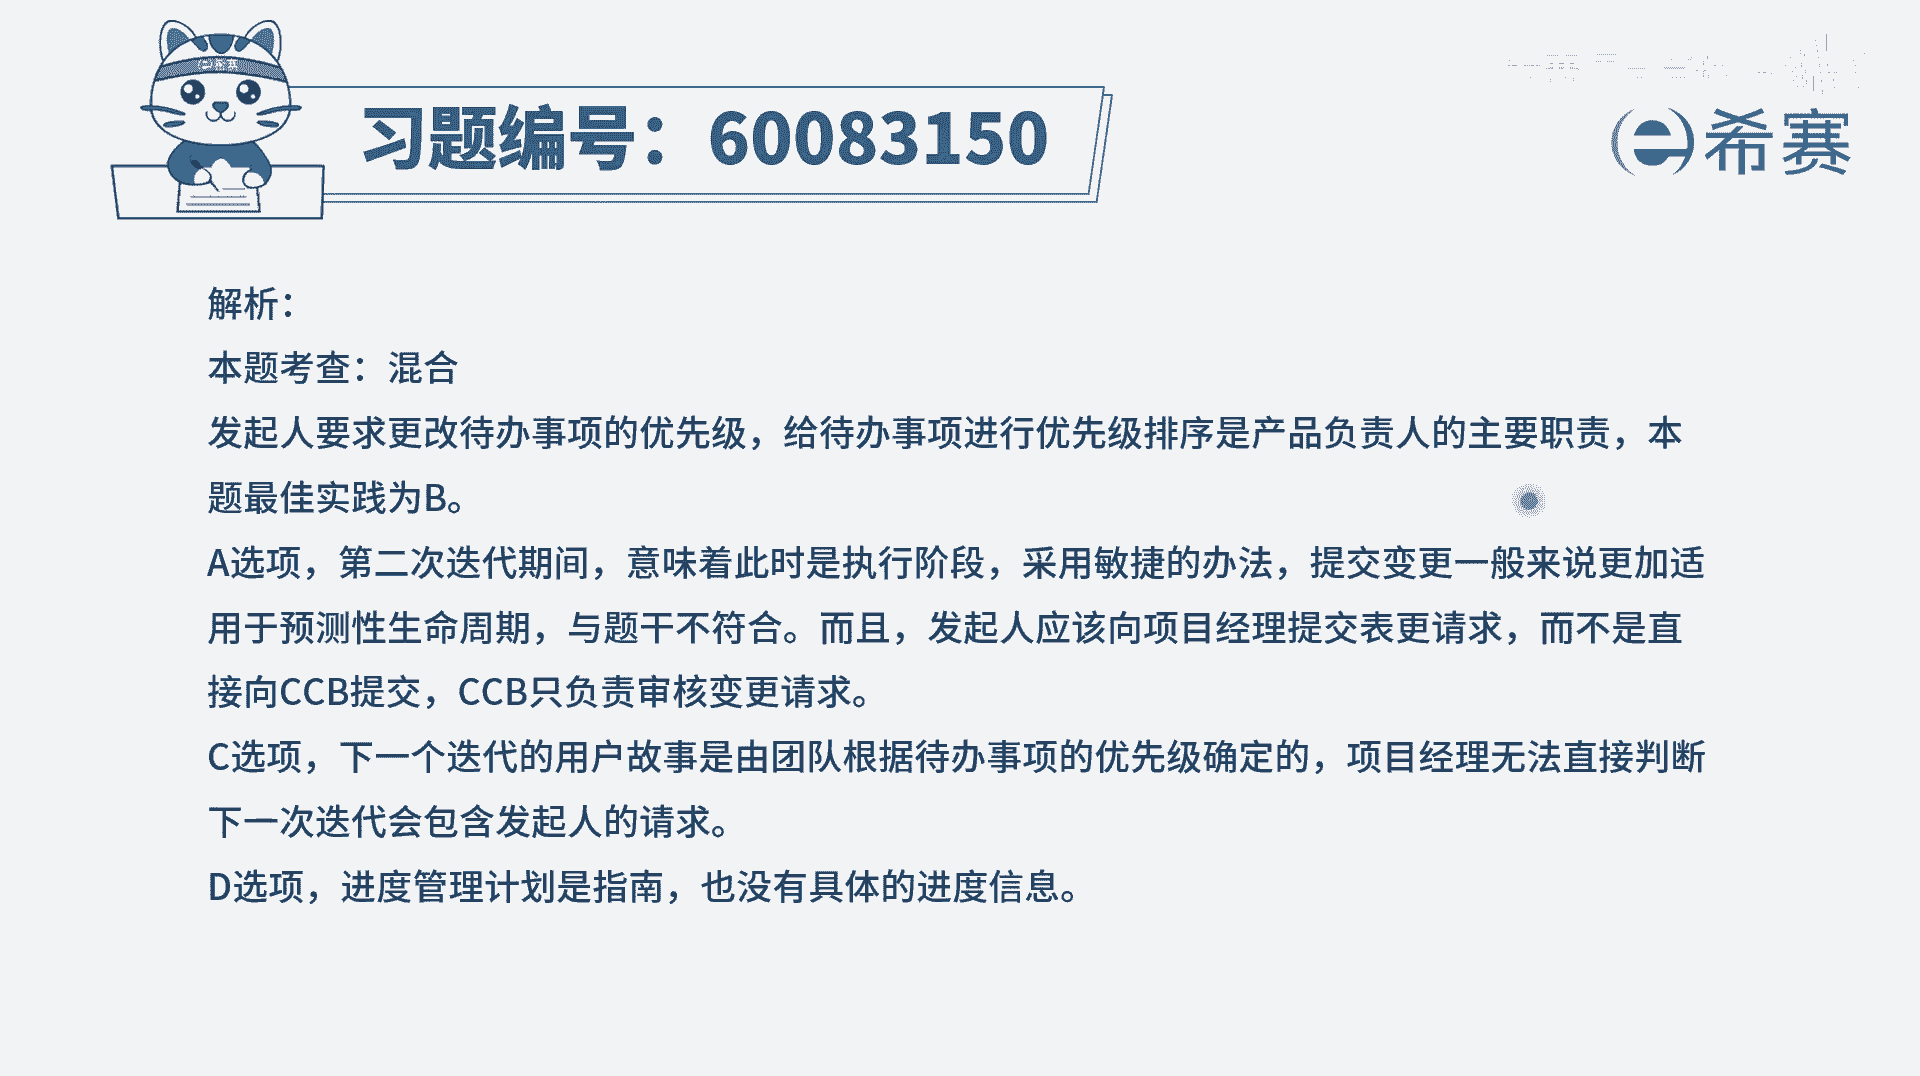 希赛
习题编号：60083150
希赛
解析：
本题考查：混合
发起人要求更改待办事项的优先级，给待办事项进行优先级排序是产品负责人的主要职责，本
题最佳实践为B。
A选项，第二次迭代期间，意味着此时是执行阶段，采用敏捷的办法，提交变更一般来说更加适
用于预测性生命周期，与题干不符合。而且，发起人应该向项目经理提交表更请求，而不是直
接向CCB提交，CCB只负责审核变更请求。
C选项，下一个迭代的用户故事是由团队根据待办事项的优先级确定的，项目经理无法直接判断
下一次迭代会包含发起人的请求。
D选项，进度管理计划是指南，也没有具体的进度信息。